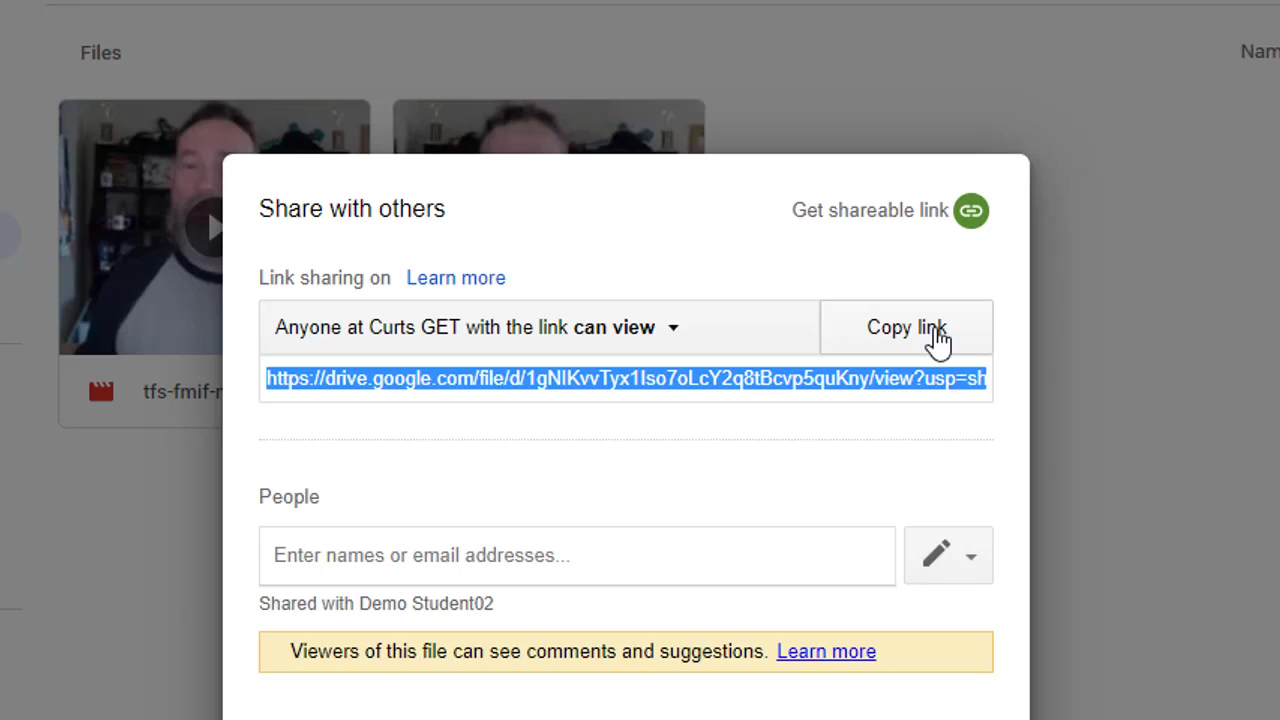 Files
Nam
Share with others
Get shareable link
Link sharing on Learn more
Anyone at Curts GET with the link can view
Copy link
https://drive.google.com/file/d/1gNIKvvTyx1Iso7oLcY2q8tBcvp5quKny/view?usp=sh
tfs-fmif-r
People
Enter names or email addresses...
Shared with Demo Student02
Viewers of this file can see comments and suggestions. Learn more